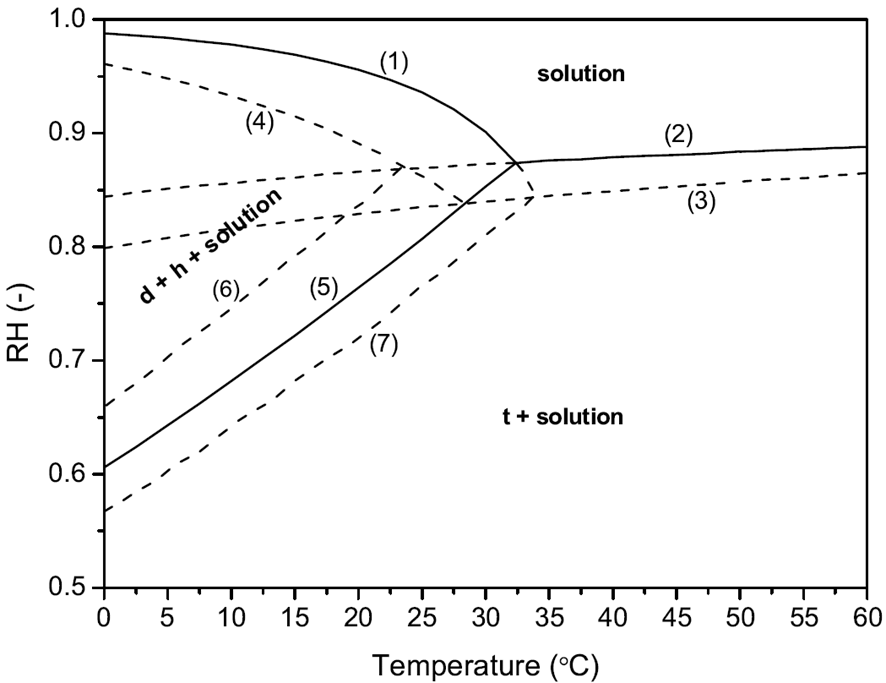 1.0
(1)
solution
(4)
0.9
(2)
(3)
d + h + solution
0.8
(6)
(5)
(7)
RH (-)
0.7
t + solution
0.6
0.5
0 5 10 15 20 25 30 35 40 45 50 55 60
Temperature (°C)